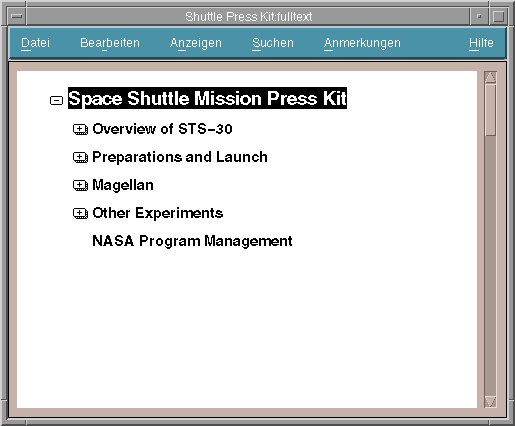 Shuttle Press Kit:fulltext
Datei Bearbeiten Anzeigen Suchen Anmerkungen Hilfe
Space Shuttle Mission Press Kit
Overview of STS-30
Preparations and Launch
Magellan
Other Experiments
NASA Program Management